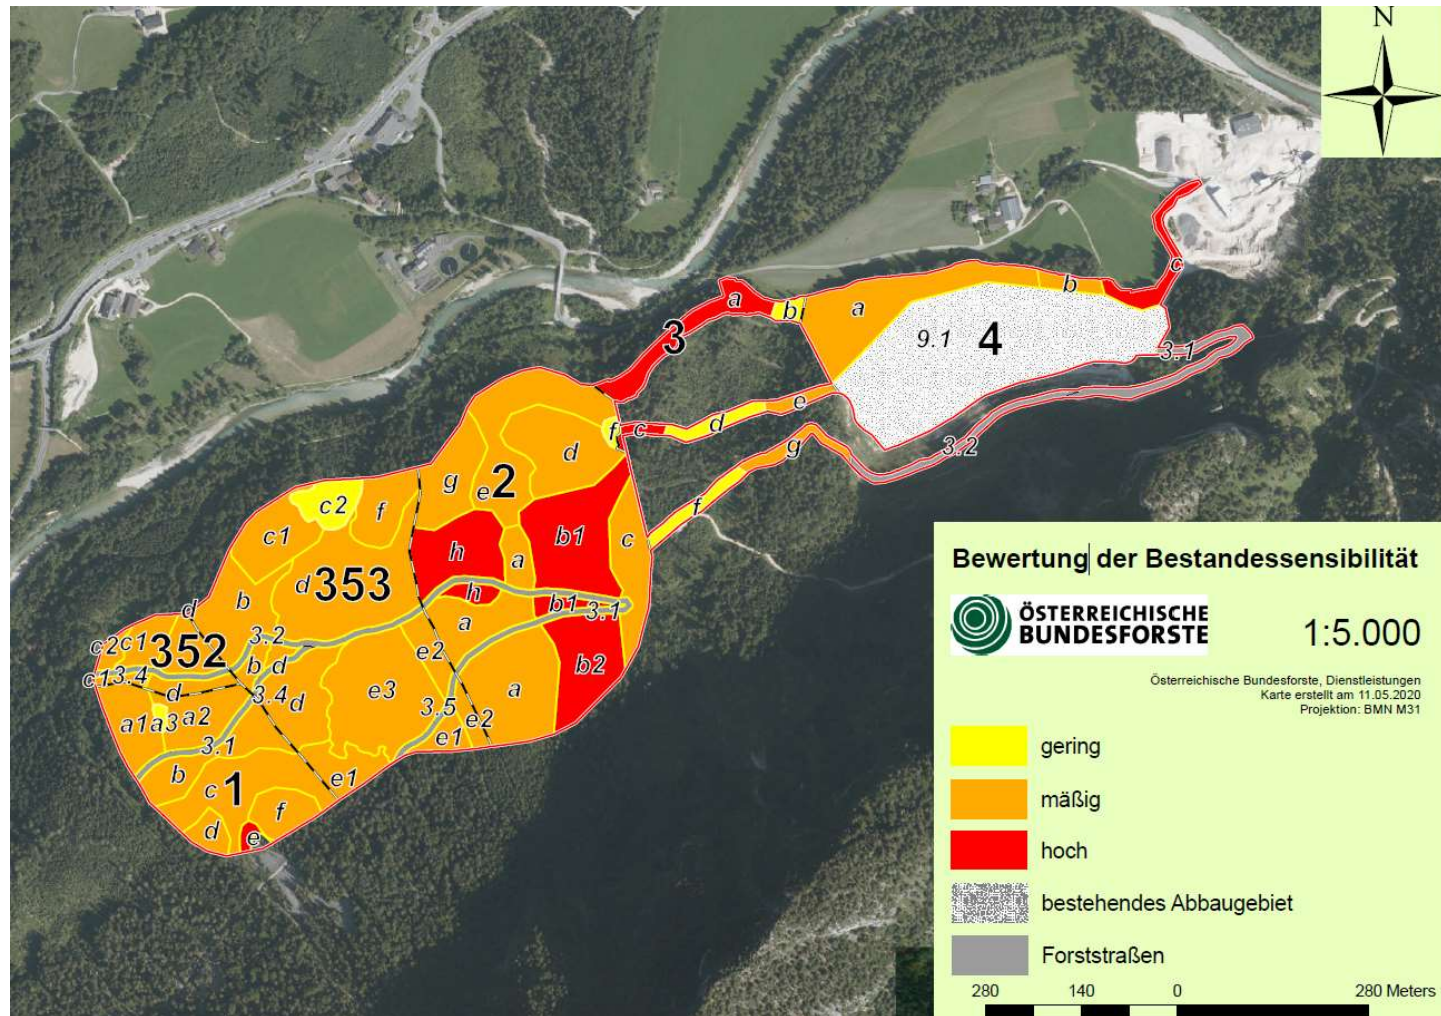 N
a
b
a
b
c
3
9.1
4
3.1
3.2
f
c
d
e
g
f
g
e
2
d
c2
f
c1
h
b1
a
c
d
353
b
h
b1
3.1
a
d
3.2
c2
c1
352
b
d
e2
b2
c1
3.4
d
3.4
d
e3
a
a1
a3
a2
3.5
e2
3.1
e1
b
c
1
e1
f
d
e
Bewertung der Bestandessensibilität
ÖSTERREICHISCHE
BUNDESFORSTE
1:5.000
Österreichische Bundesforste, Dienstleistungen
Karte erstellt am 11.05.2020
Projektion: BMN M31
gering
mäßig
hoch
bestehendes Abbaugebiet
Forststraßen
280 140 0 280 Meters